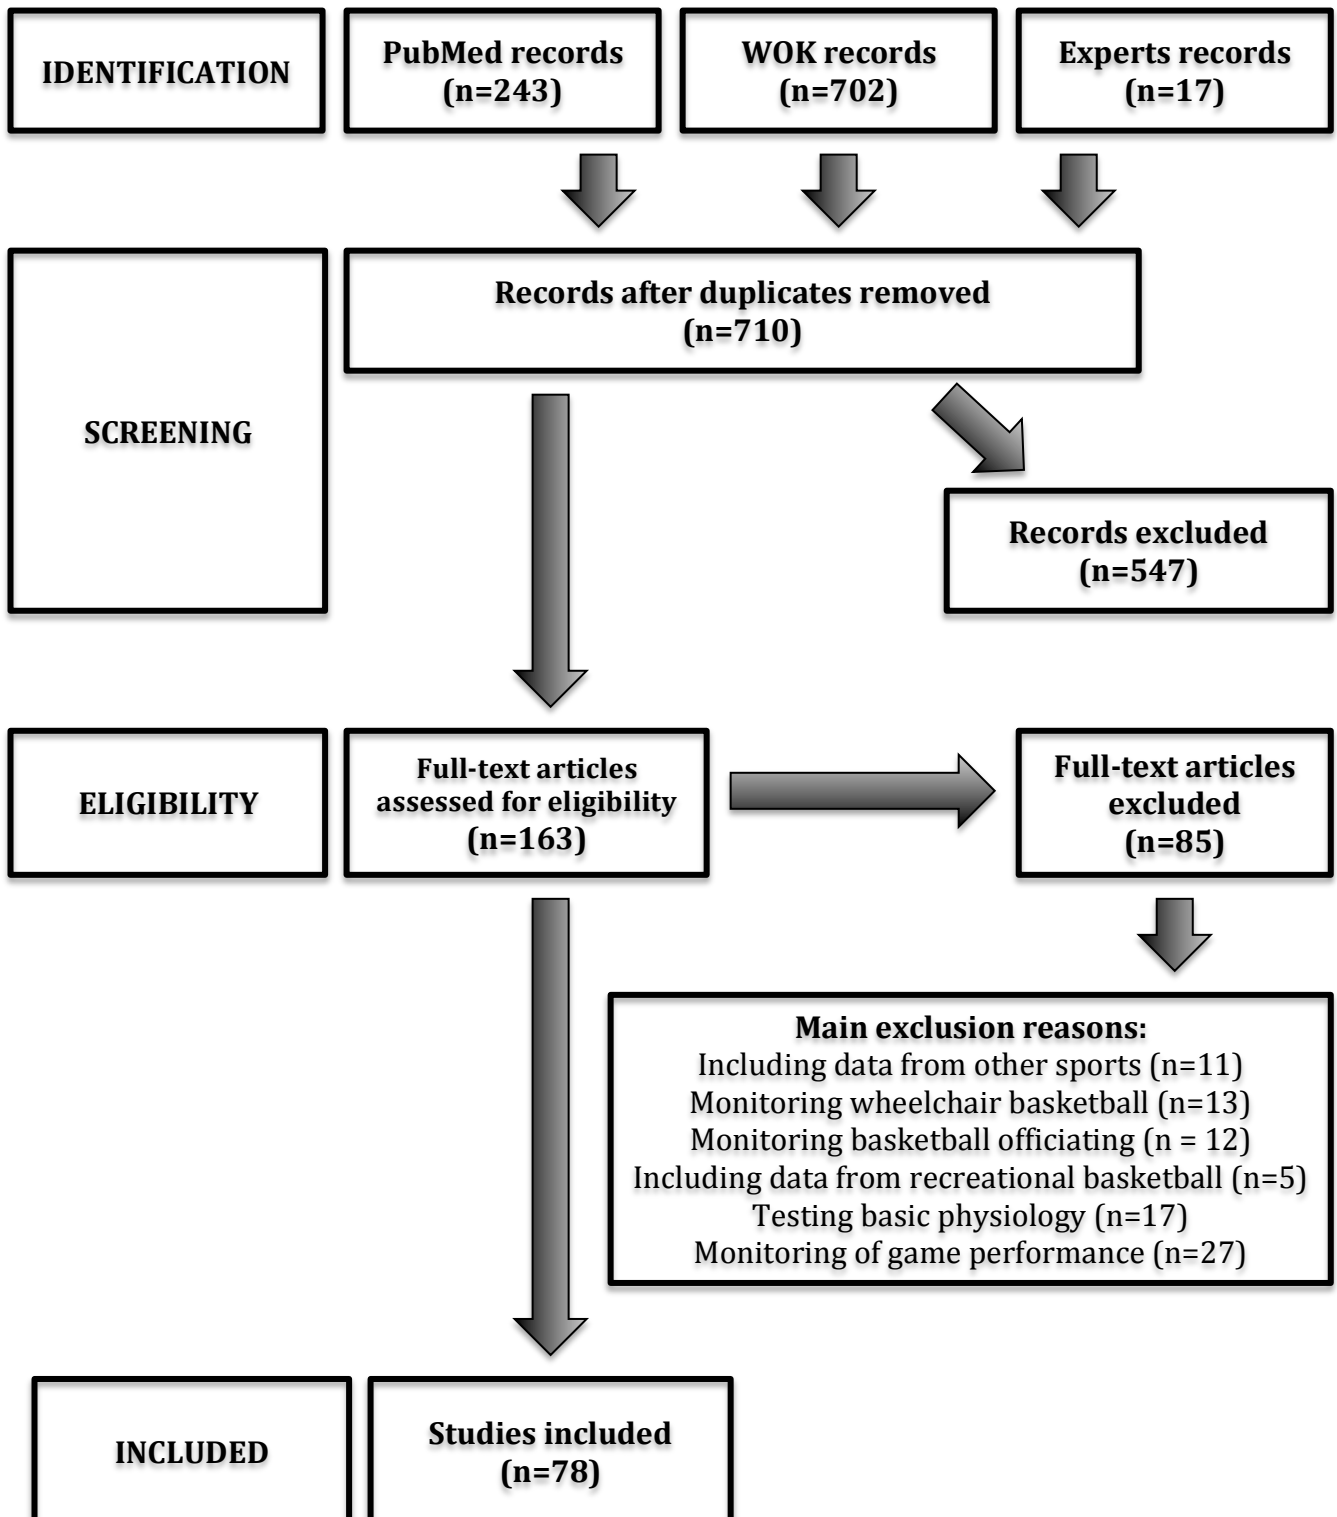 IDENTIFICATION
PubMed records
(n=243)
WOK records
(n=702)
Experts records
(n=17)
SCREENING
Records after duplicates removed
(n=710)
Records excluded
(n=547)
ELIGIBILITY
Full-text articles
assessed for eligibility
(n=163)
Full-text articles
excluded
(n=85)
Main exclusion reasons:
Including data from other sports (n=11)
Monitoring wheelchair basketball (n=13)
Monitoring basketball officiating (n = 12)
Including data from recreational basketball (n=5)
Testing basic physiology (n=17)
Monitoring of game performance (n=27)
INCLUDED
Studies included
(n=78)